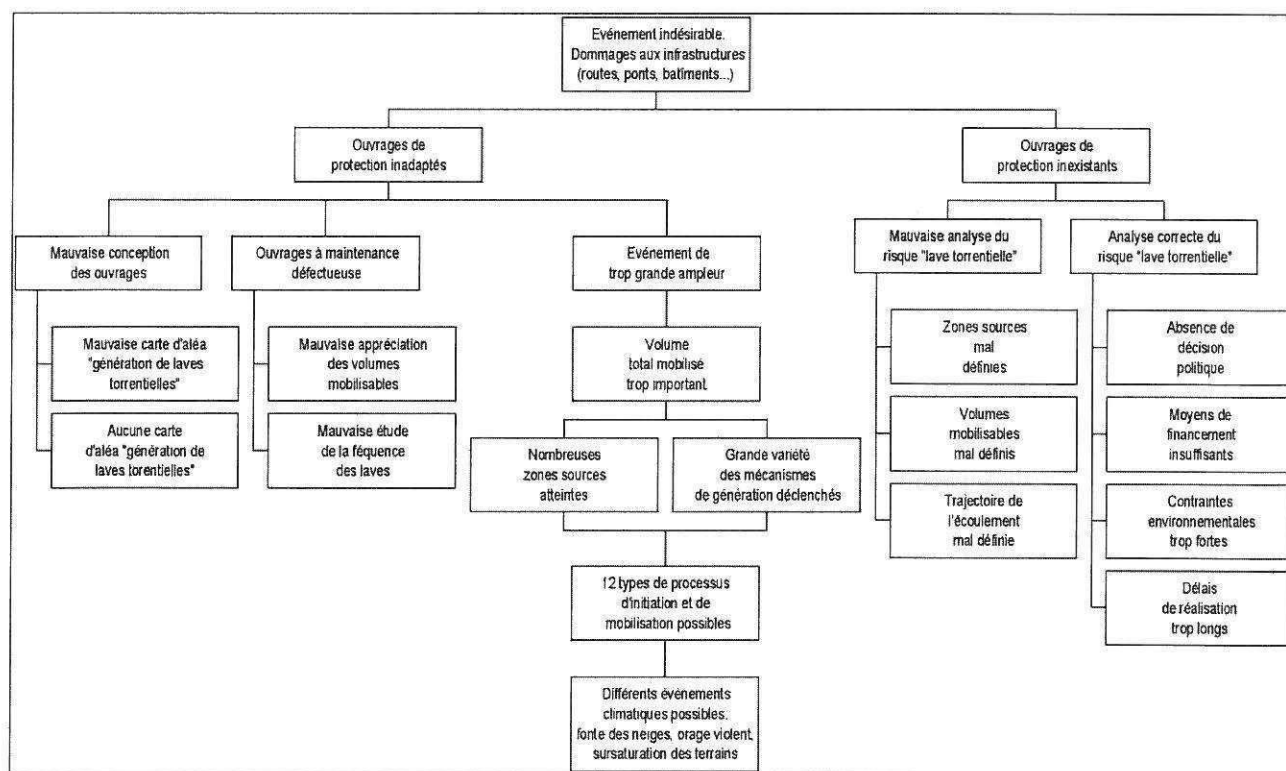 Evénement indésirable.
Dommages aux infrastructures
(routes, ponts, batîments...)
Ouvrages de
protection inadaptés
Ouvrages de
protection inexistants
Mauvaise conception
des ouvrages
Ouvrages à maintenance
défectueuse
Evénement de
trop grande ampleur
Mauvaise analyse du
risque "lave torrentielle"
Analyse correcte du
risque "lave torrentielle"
Mauvaise carte d'aléa
"génération de laves
torrentielles"
Mauvaise appréciation
des volumes
mobilisables
Volume
total mobilisé
trop important
Zones sources
mal
définies
Absence de
décision
politique
Aucune carte
d'aléa "génération de
laves torentielles"
Mauvaise étude
de la féquence
des laves
Nombreuses
zones sources
atteintes
Grande variété
des mécanismes
de génération déclenchés
Volumes
mobilisables
mal définis
Moyens de
financement
insuffisants
Trajectoire de
l'écoulement
mal définie
Contraintes
environnementales
trop fortes
12 types de processus
d'initiation et de
mobilisation possibles
Délais
de réalisation
trop longs
Différents événements
climatiques possibles:
fonte des neiges, orage violent,
sursaturation des terrains